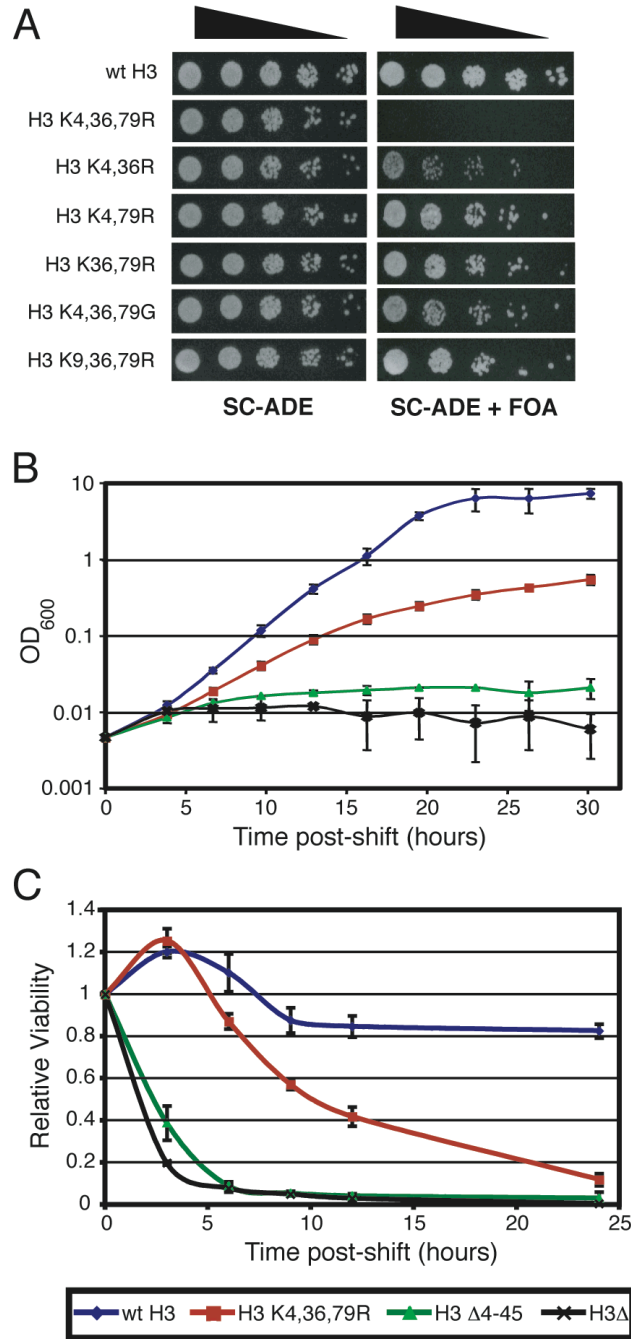 A
wt H3
H3 K4,36,79R
H3 K4,36R
H3 K4,79R
H3 K36,79R
H3 K4,36,79G
H3 K9,36,79R
SC-ADE
SC-ADE + FOA
B
10
1
0.1
0.01
0.001
OD600
0 5 10 15 20 25 30
Time post-shift (hours)
C
1.4
1.2
1
0.8
0.6
0.4
0.2
0
Relative Viability
0 5 10 15 20 25
Time post-shift (hours)
wt H3 H3 K4,36,79R H3 Δ4-45 H3Δ